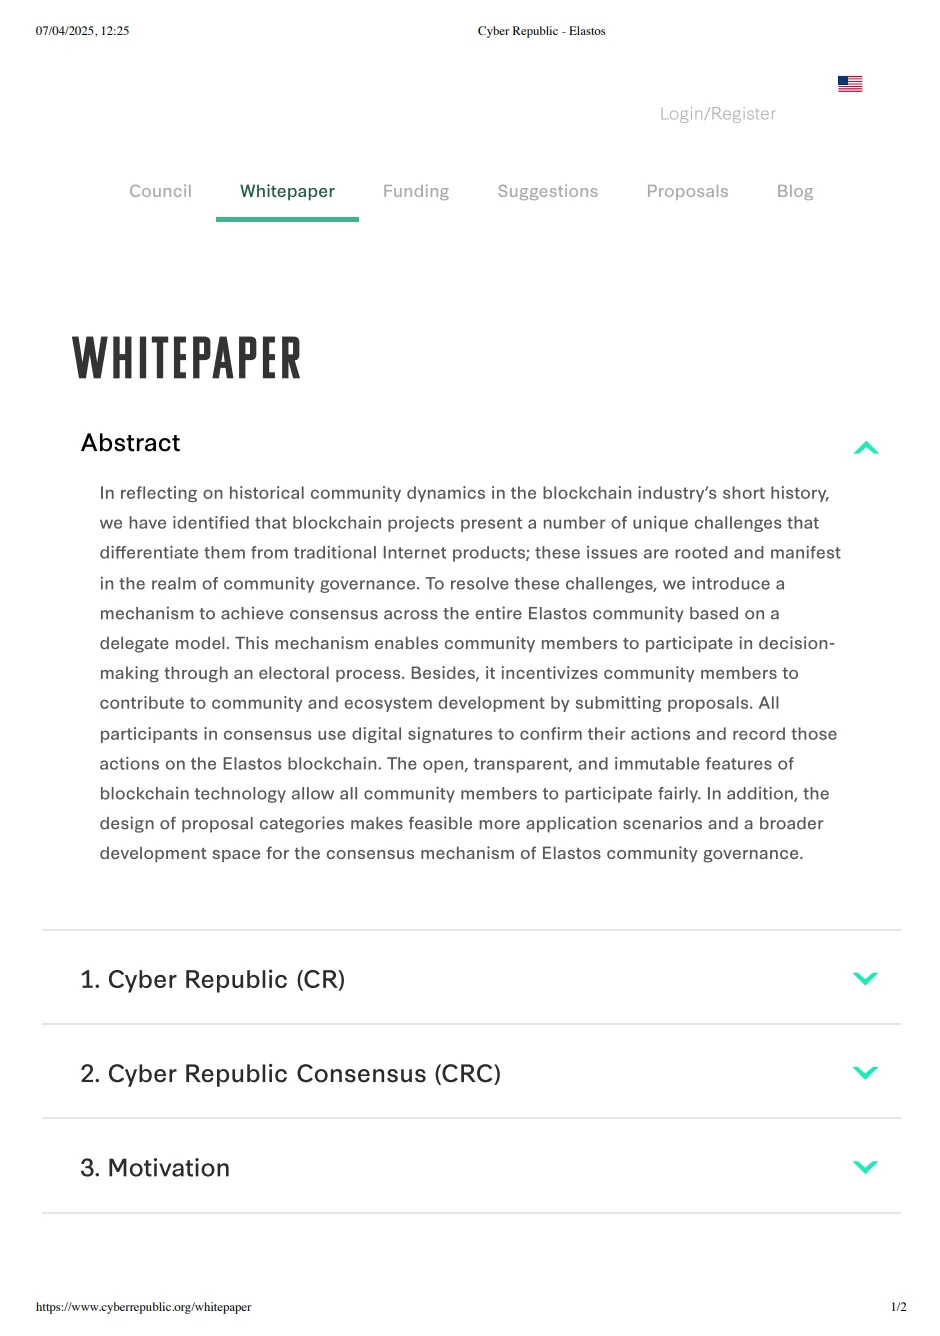 07/04/2025, 12:25
Cyber Republic - Elastos
Login/Register
Council
Whitepaper
Funding
Suggestions
Proposals
Blog
WHITEPAPER
Abstract
In reflecting on historical community dynamics in the blockchain industry’s short history,
we have identified that blockchain projects present a number of unique challenges that
differentiate them from traditional Internet products; these issues are rooted and manifest
in the realm of community governance. To resolve these challenges, we introduce a
mechanism to achieve consensus across the entire Elastos community based on a
delegate model. This mechanism enables community members to participate in decision-
making through an electoral process. Besides, it incentivizes community members to
contribute to community and ecosystem development by submitting proposals. All
participants in consensus use digital signatures to confirm their actions and record those
actions on the Elastos blockchain. The open, transparent, and immutable features of
blockchain technology allow all community members to participate fairly. In addition, the
design of proposal categories makes feasible more application scenarios and a broader
development space for the consensus mechanism of Elastos community governance.
1. Cyber Republic (CR)
2. Cyber Republic Consensus (CRC)
3. Motivation
https://www.cyberrepublic.org/whitepaper
1/2